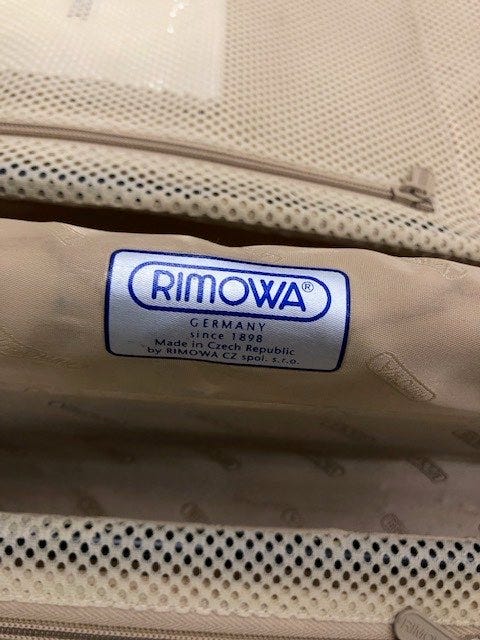 RIMOWA®
GERMANY
since 1898
Made in Czech Republic
by RIMOWA CZ spol. s.r.o.